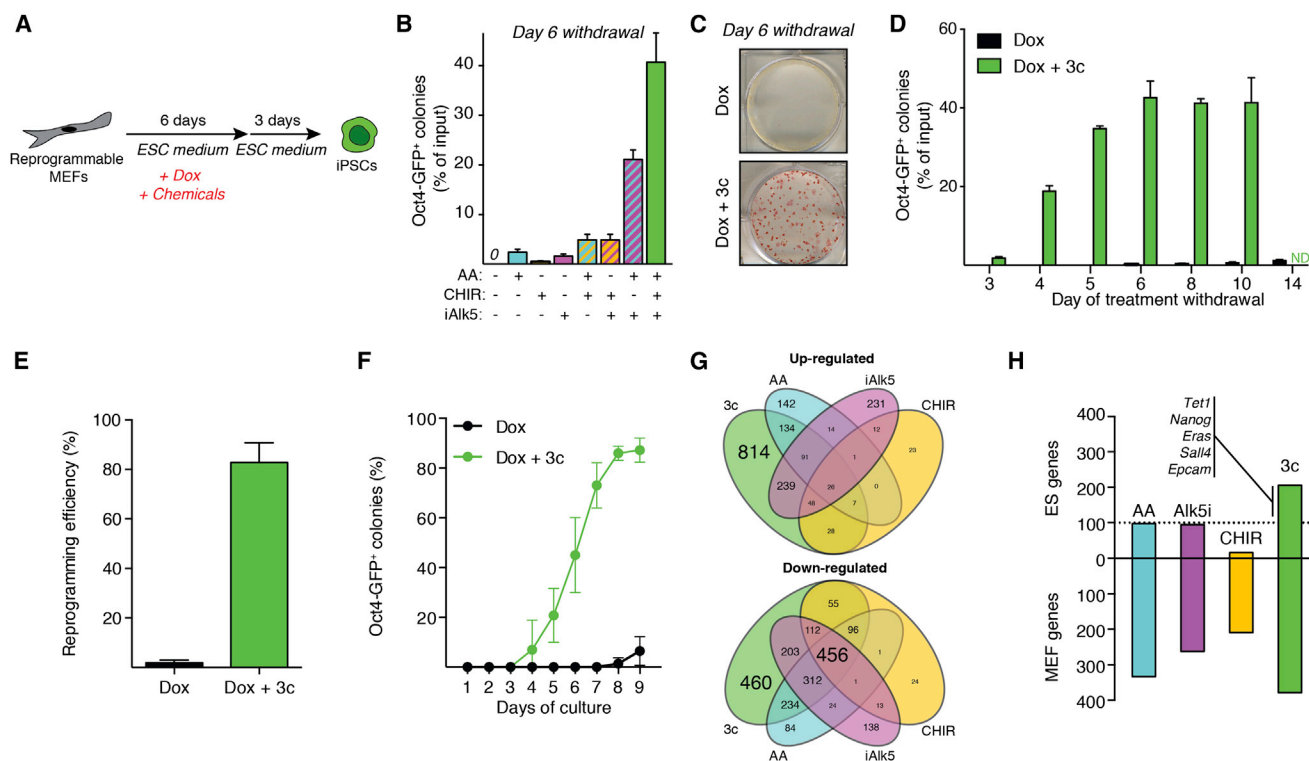 A
6 days
3 days
ESC medium
ESC medium
+ Dox
+ Chemicals
Reprogrammable
MEFs
iPSCs
B
Day 6 withdrawal
Oct4-GFP+ colonies
(% of input)
40
30
20
10
0
AA: - + - - + - + +
CHIR: - - + - + + - +
iAlk5: - - - + - + + +
C
Day 6 withdrawal
Dox
Dox + 3c
D
Dox
Dox + 3c
Oct4-GFP+ colonies
(% of input)
60
40
20
ND
3 4 5 6 8 10 14
Day of treatment withdrawal
E
Reprogramming efficiency (%)
100
80
60
40
20
Dox Dox + 3c
F
Dox
Dox + 3c
Oct4-GFP+ colonies (%)
100
80
60
40
20
1 2 3 4 5 6 7 8 9
Days of culture
G
Up-regulated
AA iAlk5
3c CHIR
142 231
134 14 12
814 91 1 23
239 26 0
48 7
28
Down-regulated
55
112 96
203 456 1
460 312 1 24
234 24 13
84 138
3c CHIR
AA iAlk5
H
Tet1
Nanog
Eras
Sall4
Epcam
3c
AA Alk5i
CHIR
ES genes
400
300
200
100
0
MEF genes
100
200
300
400